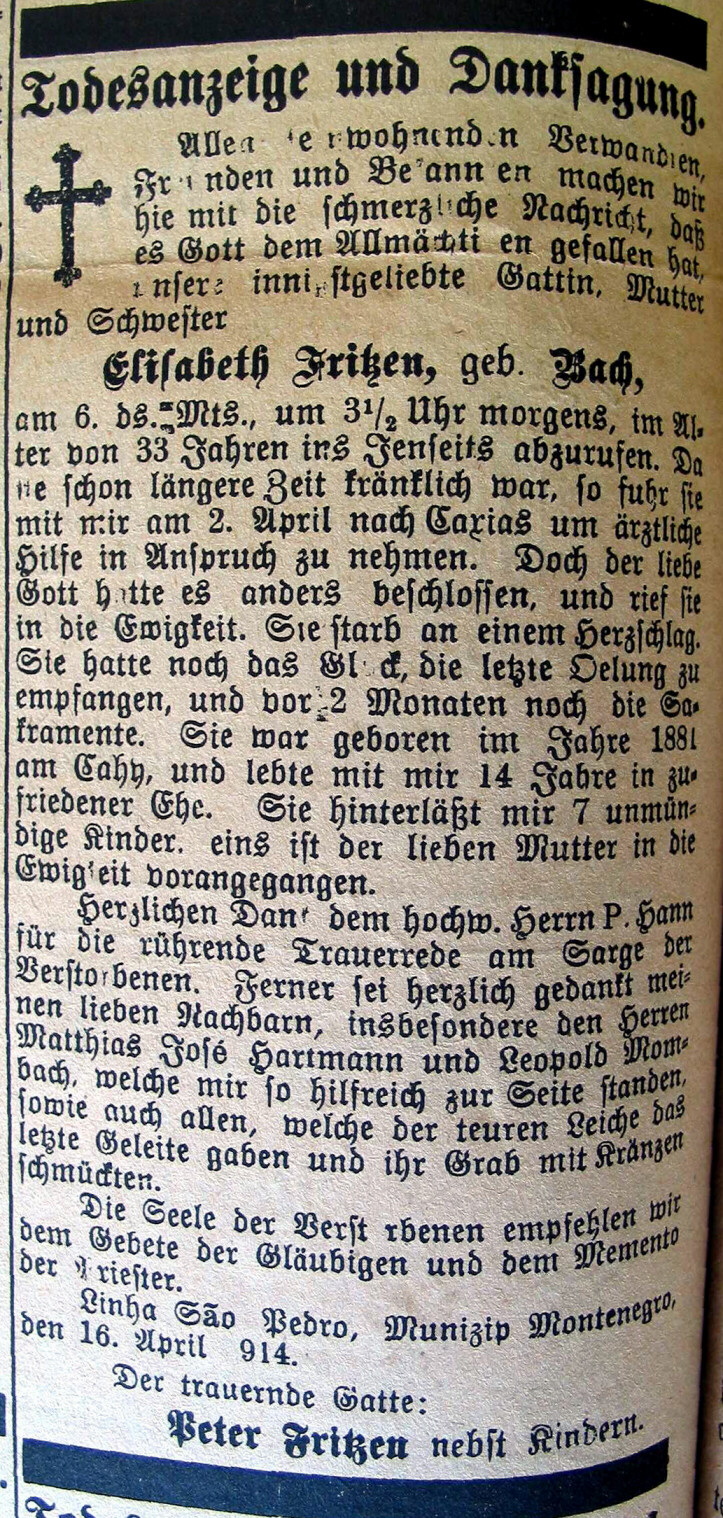 Todesanzeige und Danksagung.
Verwandten,
und machen wir
mit die schmerzliche Nachricht, daß
es Gott dem gefallen hat,
innigstgeliebte Gattin, Mutter
und Schwester
Elisabeth Fritzen, geb. Bach,
am 6. ds. Mts., um 3½ Uhr morgens, im Al-
ter von 33 Jahren ins Jenseits abzurufen. Da
schon längere Zeit kränklich war, so fuhr sie
mit mir am 2. April nach Caxias um ärztliche
Hilfe in Anspruch zu nehmen. Doch der liebe
Gott hatte es anders beschlossen, und rief sie
in die Ewigkeit. Sie starb an einem Herzschlag.
Sie hatte noch das Glück, die letzte Oelung zu
empfangen, und vor 2 Monaten noch die Sa-
kramente. Sie war geboren im Jahre 1881
am Cahy, und lebte mit mir 14 Jahre in zu-
friedener Ehe. Sie hinterläßt mir 7 unmün-
dige Kinder. eins ist der lieben Mutter in die
Ewigkeit vorangegangen.
Herzlichen Dank dem hochw. Herrn P. Hann
für die rührende Trauerrede am Sarge der
Verstorbenen. Ferner sei herzlich gedankt mei-
nen lieben Nachbarn, insbesondere den Herren
Matthias José Hartmann und Leopold Mom-
bach, welche mir so hilfreich zur Seite standen,
sowie auch allen, welche der teuren Leiche das
letzte Geleite gaben und ihr Grab mit Kränzen
schmückten.
Die Seele der Verst rbenen empfehlen wir
dem Gebete der Gläubigen und dem Memento
der Priester.
Linha São Pedro, Munizip Montenegro,
den 16. April 914.
Der trauernde Gatte:
Peter Fritzen nebst Kindern.